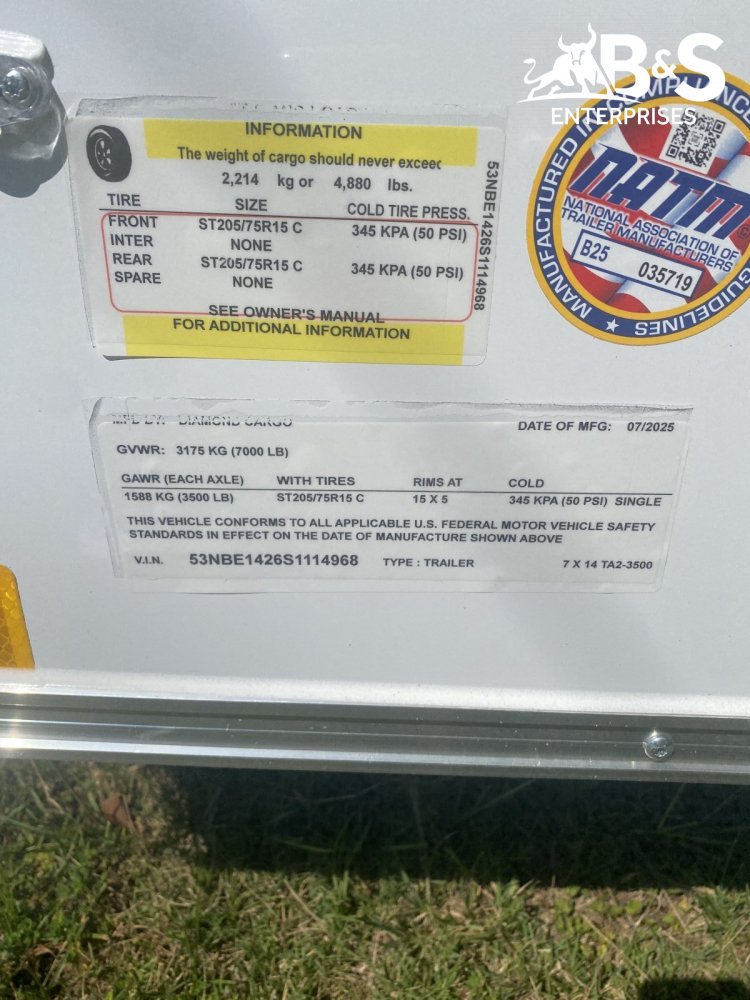 B&S
ENTERPRISES
INFORMATION
The weight of cargo should never exceed
2,214 kg or 4,880 lbs.
TIRE SIZE COLD TIRE PRESS.
FRONT ST205/75R15 C 345 KPA (50 PSI)
INTER NONE
REAR ST205/75R15 C 345 KPA (50 PSI)
SPARE NONE
SEE OWNER'S MANUAL
FOR ADDITIONAL INFORMATION
53NBE1426S1114968
MANUFACTURED IN COMPLIANCE
GUIDELINES
NATM
NATIONAL ASSOCIATION OF
TRAILER MANUFACTURERS
B25 035719
MFD BY: DIAMOND CARGO DATE OF MFG: 07/2025
GVWR: 3175 KG (7000 LB)
GAWR (EACH AXLE) WITH TIRES RIMS AT COLD
1588 KG (3500 LB) ST205/75R15 C 15 X 5 345 KPA (50 PSI) SINGLE
THIS VEHICLE CONFORMS TO ALL APPLICABLE U.S. FEDERAL MOTOR VEHICLE SAFETY
STANDARDS IN EFFECT ON THE DATE OF MANUFACTURE SHOWN ABOVE
V.I.N. 53NBE1426S1114968 TYPE : TRAILER 7 X 14 TA2-3500